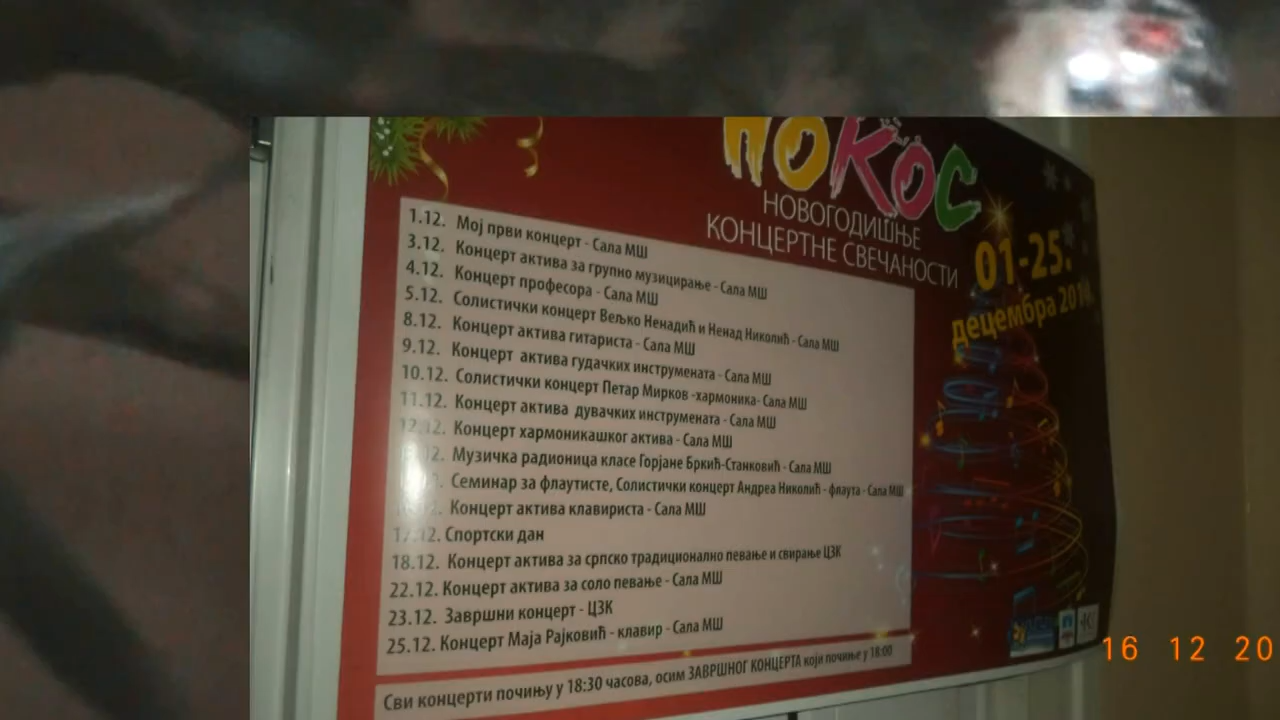 ПОКОС
НОВОГОДИШЊЕ
КОНЦЕРТНЕ СВЕЧАНОСТИ
01-25.
децембра
1.12. Мој први концерт - Сала МШ
3.12. Концерт актива за групно музицирање - Сала МШ
4.12. Концерт професора - Сала МШ
5.12. Солистички концерт Вељко Ненадић и Ненад Николић - Сала МШ
8.12. Концерт актива гитариста - Сала МШ
9.12. Концерт актива гудачких инструмената - Сала МШ
10.12. Солистички концерт Петар Мирков -хармоника- Сала МШ
11.12. Концерт актива дувачких инструмената - Сала МШ
12.12. Концерт хармоникашког актива - Сала МШ
Музичка радионица класе Горјане Бркић-Станковић - Сала МШ
Семинар за флаутисте, Солистички концерт Андреа Николић - флаута - Сала МШ
Концерт актива клавириста - Сала МШ
17.12. Спортски дан
18.12. Концерт актива за српско традиционално певање и свирање ЦЗК
22.12. Концерт актива за соло певање - Сала МШ
23.12. Завршни концерт - ЦЗК
25.12. Концерт Маја Рајковић - клавир - Сала МШ
Сви концерти почињу у 18:30 часова, осим ЗАВРШНОГ КОНЦЕРТА који почиње у 18:00
16 12 20